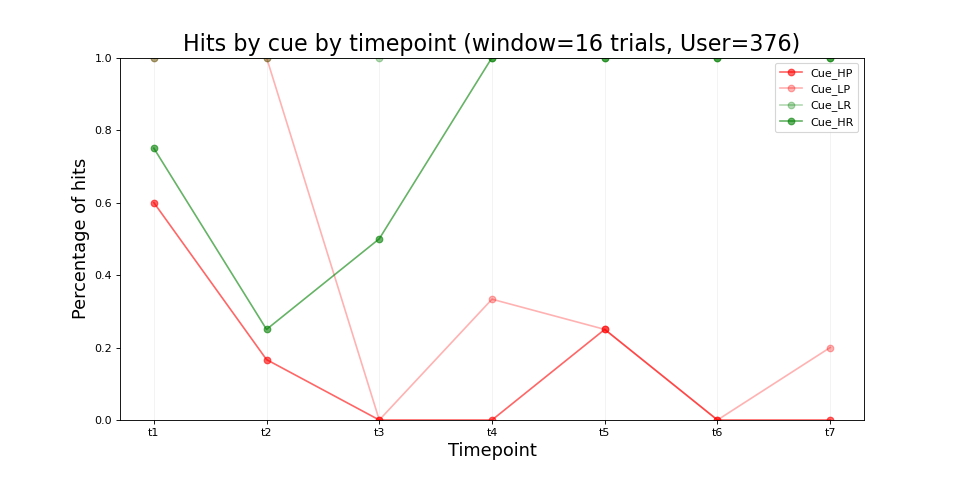 Hits by cue by timepoint (window=16 trials, User=376)
Percentage of hits
1.0
0.8
0.6
0.4
0.2
0.0
Cue_HP
Cue_LP
Cue_LR
Cue_HR
t1 t2 t3 t4 t5 t6 t7
Timepoint